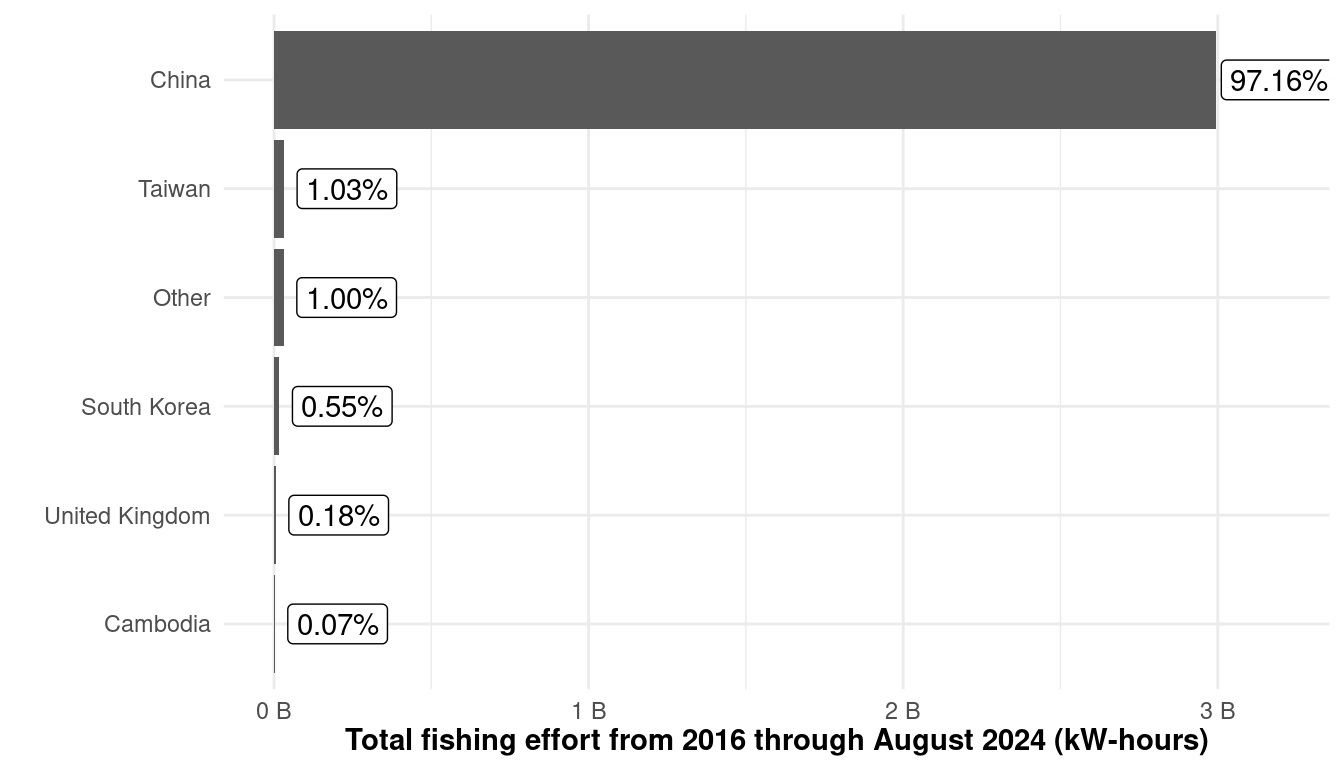 China 97.16%
Taiwan 1.03%
Other 1.00%
South Korea 0.55%
United Kingdom 0.18%
Cambodia 0.07%
0 B 1 B 2 B 3 B
Total fishing effort from 2016 through August 2024 (kW-hours)